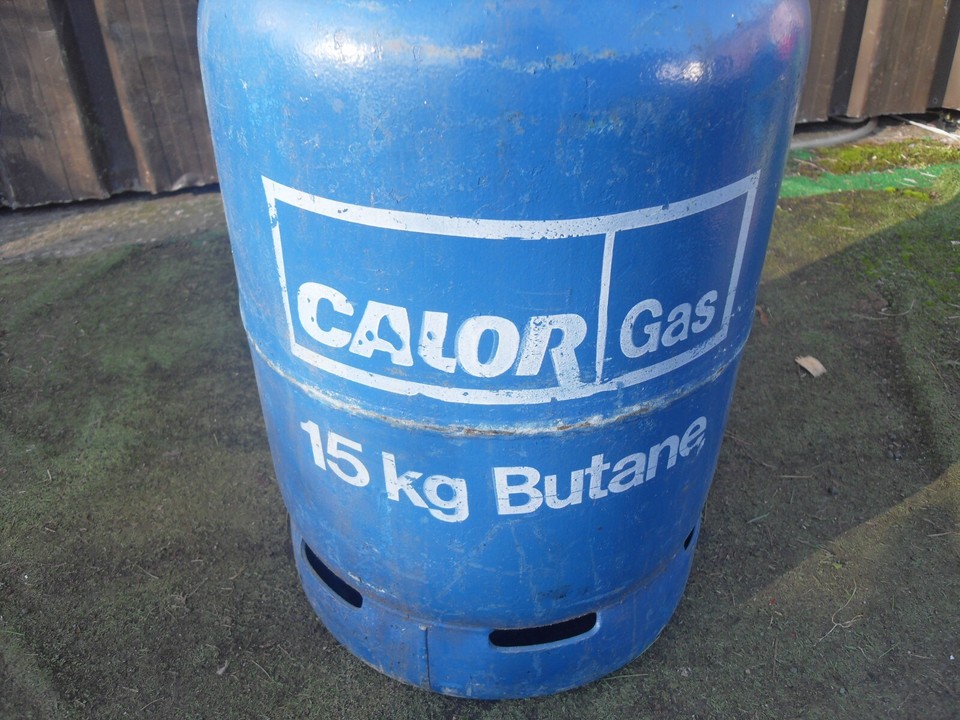 CALOR Gas
15 kg Butane